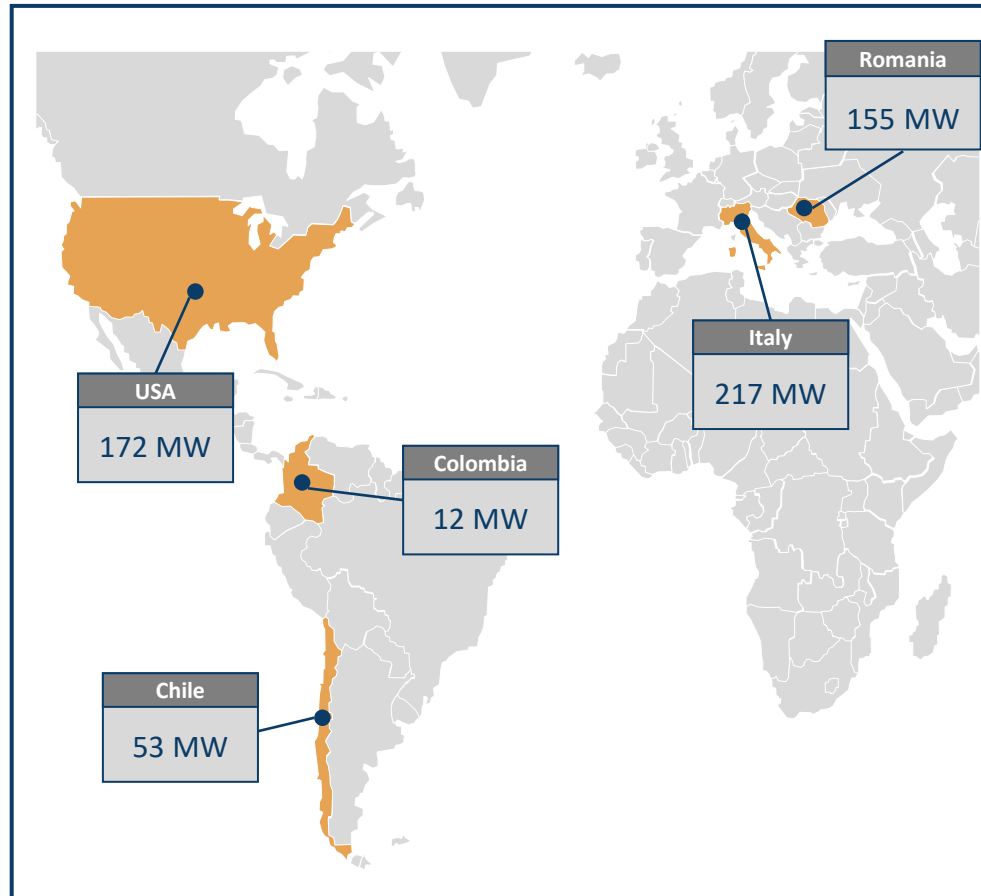 Romania
155 MW
Italy
217 MW
USA
172 MW
Colombia
12 MW
Chile
53 MW